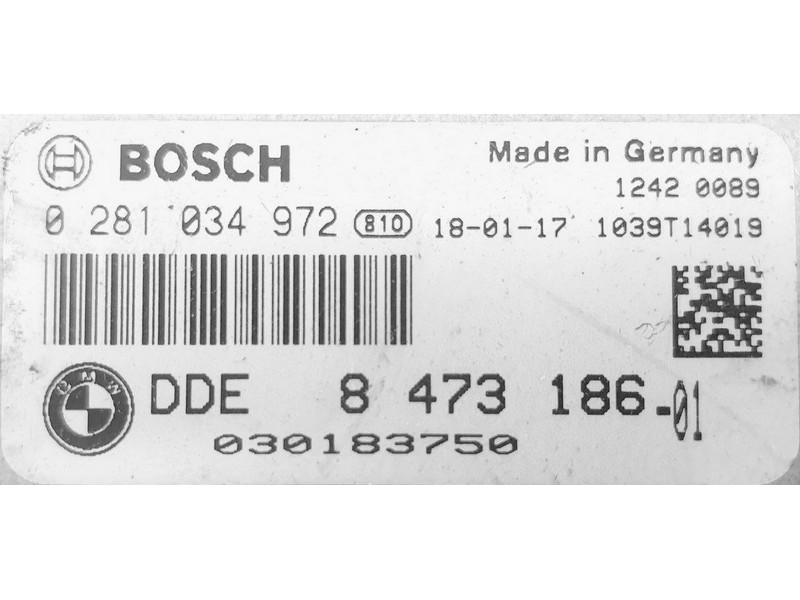 BOSCH
Made in Germany
1242 0089
0 281 034 972 810 18-01-17 1039T14019
BMW
DDE 8 473 186-01
030183750